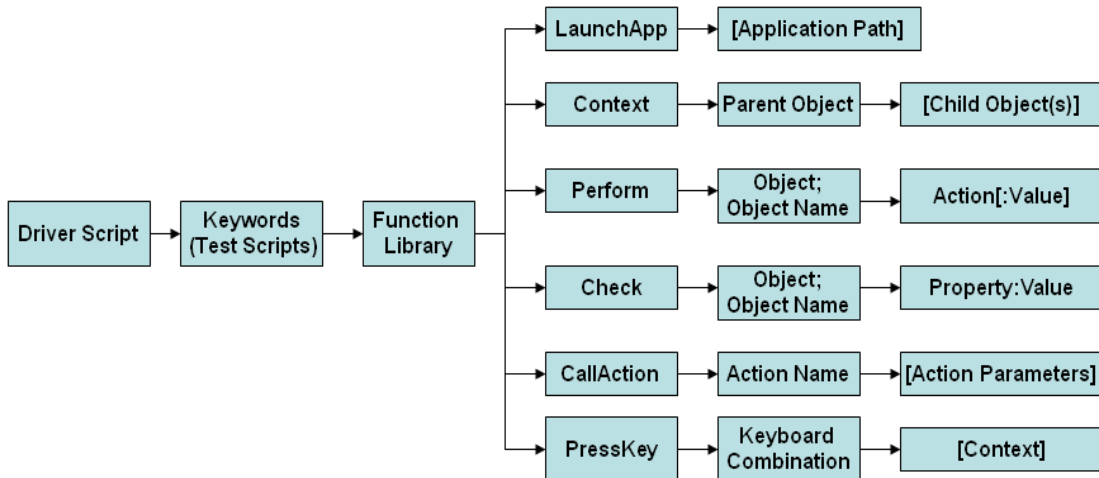 LaunchApp
[Application Path]
Context
Parent Object
[Child Object(s)]
Perform
Object;
Object Name
Action[:Value]
Driver Script
Keywords
(Test Scripts)
Function
Library
Check
Object;
Object Name
Property:Value
CallAction
Action Name
[Action Parameters]
PressKey
Keyboard
Combination
[Context]